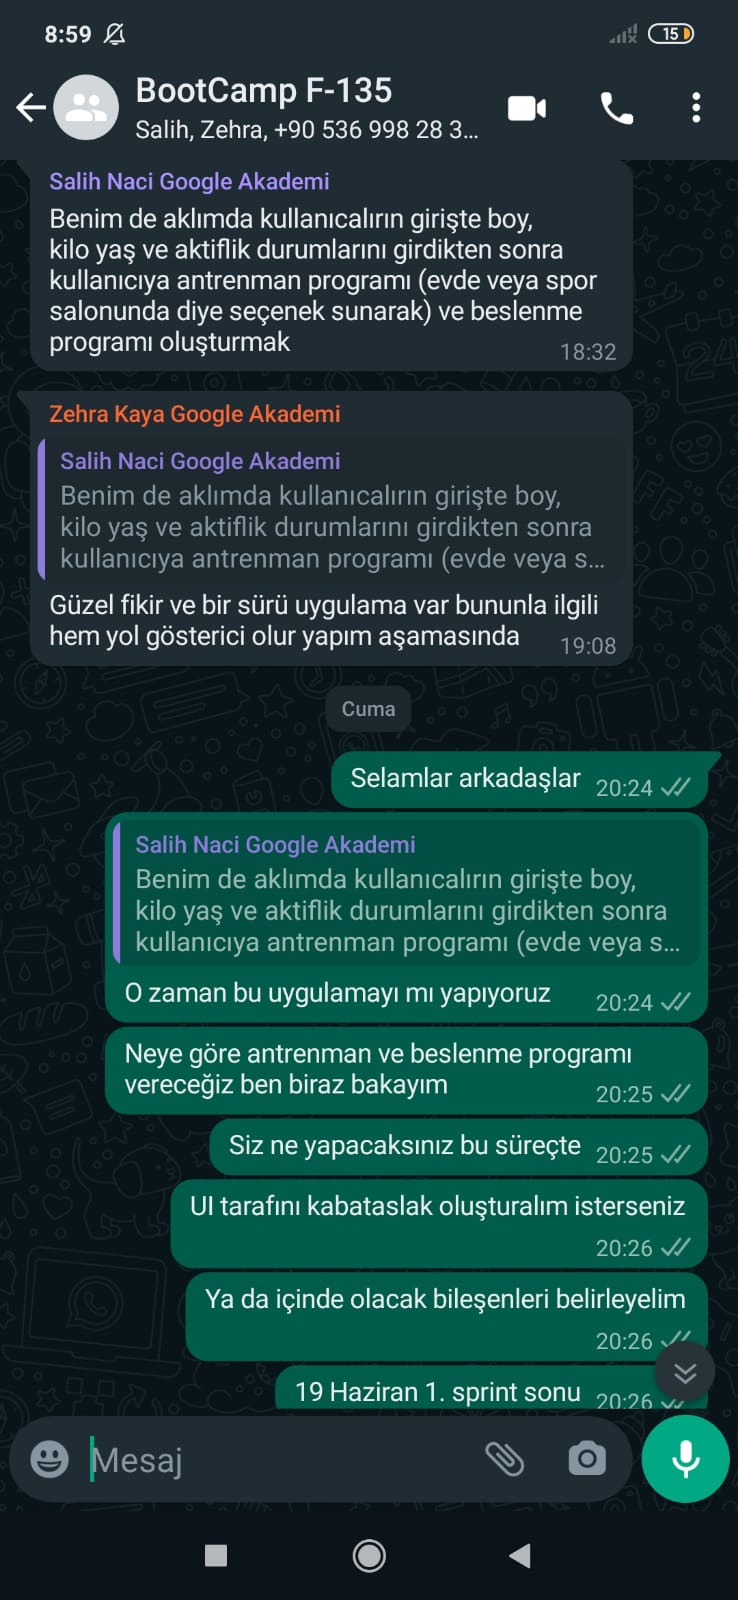 8:59
15
BootCamp F-135
Salih, Zehra, +90 536 998 28 3...
Salih Naci Google Akademi
Benim de aklımda kullanıcalırın girişte boy,
kilo yaş ve aktiflik durumlarını girdikten sonra
kullanıcıya antrenman programı (evde veya spor
salonunda diye seçenek sunarak) ve beslenme
programı oluşturmak
18:32
Zehra Kaya Google Akademi
Salih Naci Google Akademi
Benim de aklımda kullanıcalırın girişte boy,
kilo yaş ve aktiflik durumlarını girdikten sonra
kullanıcıya antrenman programı (evde veya s...
Güzel fikir ve bir sürü uygulama var bununla ilgili
hem yol gösterici olur yapım aşamasında
19:08
Cuma
Selamlar arkadaşlar 20:24
Salih Naci Google Akademi
Benim de aklımda kullanıcalırın girişte boy,
kilo yaş ve aktiflik durumlarını girdikten sonra
kullanıcıya antrenman programı (evde veya s...
O zaman bu uygulamayı mı yapıyoruz 20:24
Neye göre antrenman ve beslenme programı
vereceğiz ben biraz bakayım 20:25
Siz ne yapacaksınız bu süreçte 20:25
UI tarafını kabataslak oluşturalım isterseniz
20:26
Ya da içinde olacak bileşenleri belirleyelim
20:26
19 Haziran 1. sprint sonu 20:26
Mesaj